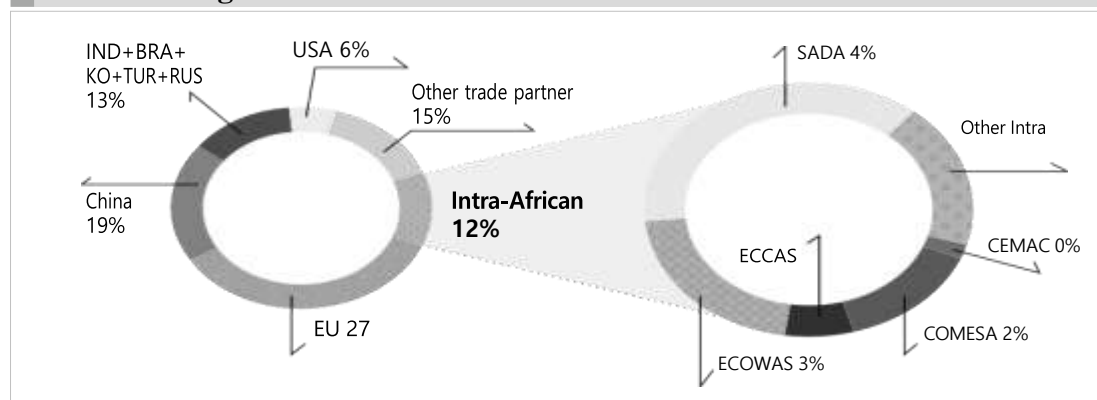 IND+BRA+
KO+TUR+RUS
13%
USA 6%
Other trade partner
15%
China
19%
EU 27
Intra-African
12%
SADA 4%
Other Intra
CEMAC 0%
ECCAS
COMESA 2%
ECOWAS 3%